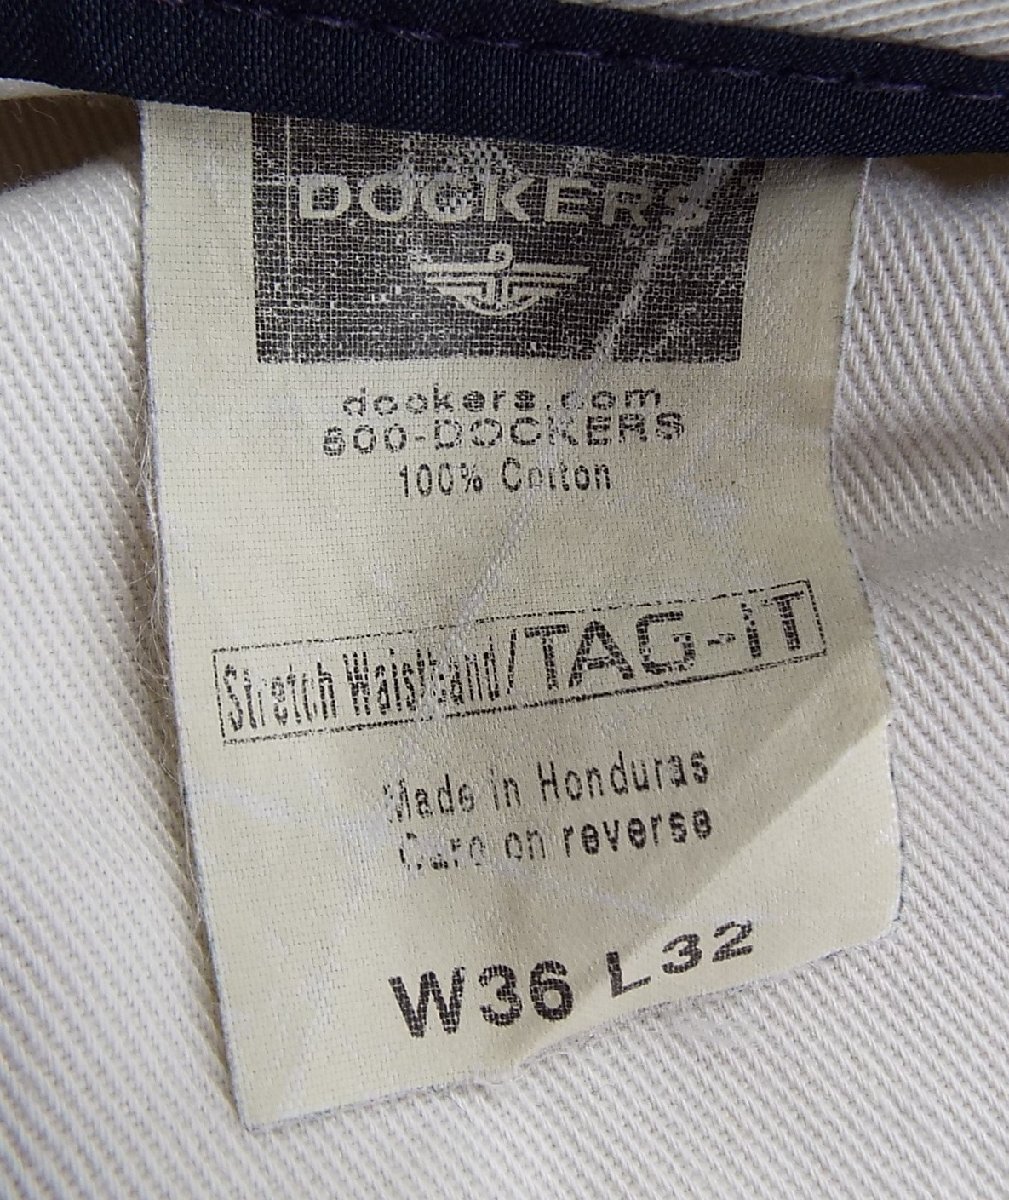 DOCKERS
dockers.com
800-DOCKERS
100% Cotton
Stretch Waistband/TAG-IT
Made in Honduras
Care on reverse
W36 L32